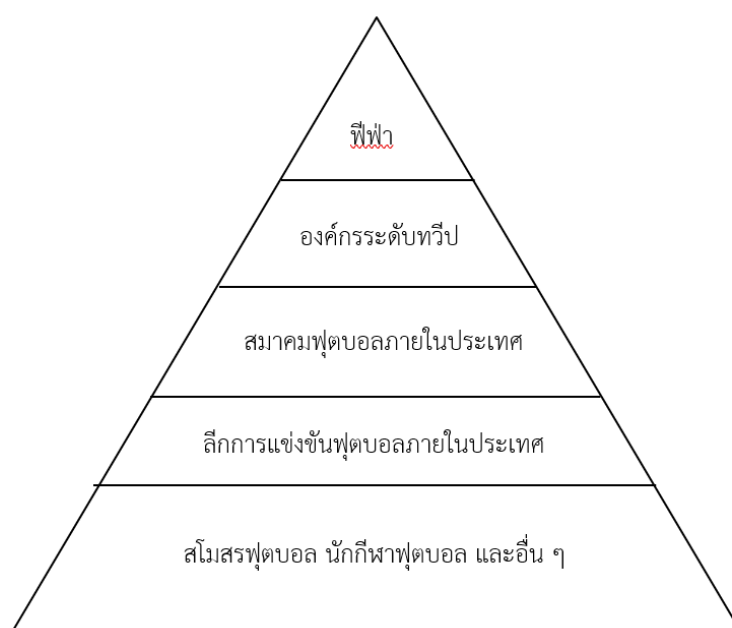 ฟีฟ่า
องค์กรระดับทวีป
สมาคมฟุตบอลภายในประเทศ
ลีกการแข่งขันฟุตบอลภายในประเทศ
สโมสรฟุตบอล นักกีฬาฟุตบอล และอื่น ๆ